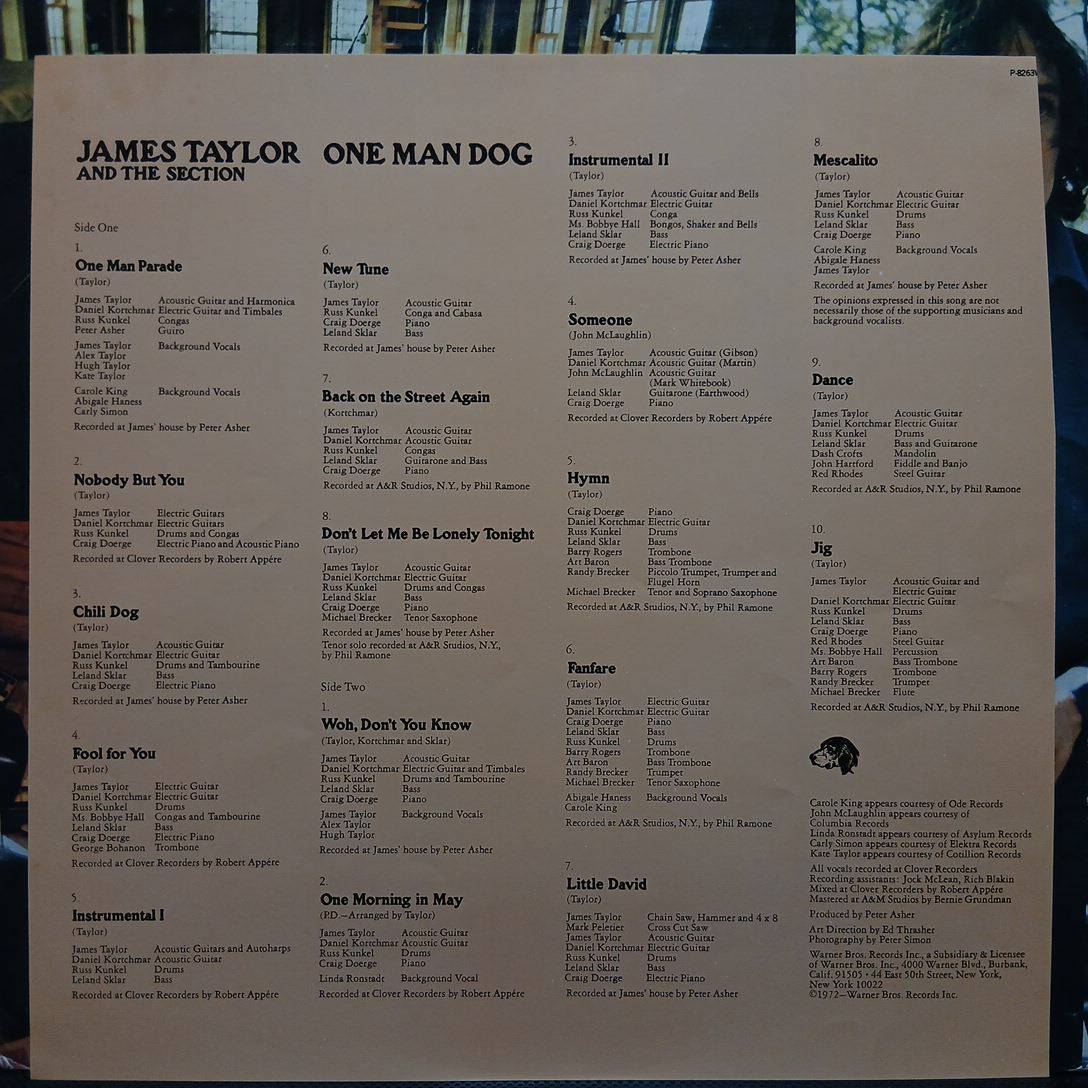 P-8263
JAMES TAYLOR ONE MAN DOG
AND THE SECTION
Side One
1.
One Man Parade
(Taylor)
James Taylor Acoustic Guitar and Harmonica
Daniel Kortchmar Electric Guitar and Timbales
Russ Kunkel Congas
Peter Asher Guiro
James Taylor Background Vocals
Alex Taylor
Hugh Taylor
Kate Taylor
Carole King Background Vocals
Abigale Haness
Carly Simon
Recorded at James' house by Peter Asher
2.
Nobody But You
(Taylor)
James Taylor Electric Guitars
Daniel Kortchmar Electric Guitars
Russ Kunkel Drums and Congas
Craig Doerge Electric Piano and Acoustic Piano
Recorded at Clover Recorders by Robert Appére
3.
Chili Dog
(Taylor)
James Taylor Acoustic Guitar
Daniel Kortchmar Electric Guitar
Russ Kunkel Drums and Tambourine
Leland Sklar Bass
Craig Doerge Electric Piano
Recorded at James' house by Peter Asher
4.
Fool for You
(Taylor)
James Taylor Electric Guitar
Daniel Kortchmar Electric Guitar
Russ Kunkel Drums
Ms. Bobbye Hall Congas and Tambourine
Leland Sklar Bass
Craig Doerge Electric Piano
George Bohanon Trombone
Recorded at Clover Recorders by Robert Appére
5.
Instrumental I
(Taylor)
James Taylor Acoustic Guitars and Autoharps
Daniel Kortchmar Acoustic Guitar
Russ Kunkel Drums
Leland Sklar Bass
Recorded at Clover Recorders by Robert Appére
6.
New Tune
(Taylor)
James Taylor Acoustic Guitar
Russ Kunkel Conga and Cabasa
Craig Doerge Piano
Leland Sklar Bass
Recorded at James' house by Peter Asher
7.
Back on the Street Again
(Kortchmar)
James Taylor Acoustic Guitar
Daniel Kortchmar Acoustic Guitar
Russ Kunkel Congas
Leland Sklar Guitarone and Bass
Craig Doerge Piano
Recorded at A&R Studios, N.Y., by Phil Ramone
8.
Don't Let Me Be Lonely Tonight
(Taylor)
James Taylor Acoustic Guitar
Daniel Kortchmar Electric Guitar
Russ Kunkel Drums and Congas
Leland Sklar Bass
Craig Doerge Piano
Michael Brecker Tenor Saxophone
Recorded at James' house by Peter Asher
Tenor solo recorded at A&R Studios, N.Y.,
by Phil Ramone
Side Two
1.
Woh, Don't You Know
(Taylor, Kortchmar and Sklar)
James Taylor Acoustic Guitar
Daniel Kortchmar Electric Guitar and Timbales
Russ Kunkel Drums and Tambourine
Leland Sklar Bass
Craig Doerge Piano
James Taylor Background Vocals
Alex Taylor
Hugh Taylor
Recorded at James' house by Peter Asher
2.
One Morning in May
(P.D.—Arranged by Taylor)
James Taylor Acoustic Guitar
Daniel Kortchmar Acoustic Guitar
Russ Kunkel Drums
Craig Doerge Piano
Linda Ronstadt Background Vocal
Recorded at Clover Recorders by Robert Appére
3.
Instrumental II
(Taylor)
James Taylor Acoustic Guitar and Bells
Daniel Kortchmar Electric Guitar
Russ Kunkel Conga
Ms. Bobbye Hall Bongos, Shaker and Bells
Leland Sklar Bass
Craig Doerge Electric Piano
Recorded at James' house by Peter Asher
4.
Someone
(John McLaughlin)
James Taylor Acoustic Guitar (Gibson)
Daniel Kortchmar Acoustic Guitar (Martin)
John McLaughlin Acoustic Guitar
(Mark Whitebook)
Leland Sklar Guitarone (Earthwood)
Craig Doerge Piano
Recorded at Clover Recorders by Robert Appére
5.
Hymn
(Taylor)
Craig Doerge Piano
Daniel Kortchmar Electric Guitar
Russ Kunkel Drums
Leland Sklar Bass
Barry Rogers Trombone
Art Baron Bass Trombone
Randy Brecker Piccolo Trumpet, Trumpet and
Flugel Horn
Michael Brecker Tenor and Soprano Saxophone
Recorded at A&R Studios, N.Y., by Phil Ramone
6.
Fanfare
(Taylor)
James Taylor Electric Guitar
Daniel Kortchmar Electric Guitar
Craig Doerge Piano
Leland Sklar Bass
Russ Kunkel Drums
Barry Rogers Trombone
Art Baron Bass Trombone
Randy Brecker Trumpet
Michael Brecker Tenor Saxophone
Abigale Haness Background Vocals
Carole King
Recorded at A&R Studios, N.Y., by Phil Ramone
7.
Little David
(Taylor)
James Taylor Chain Saw, Hammer and 4 x 8
Mark Peletier Cross Cut Saw
James Taylor Acoustic Guitar
Daniel Kortchmar Electric Guitar
Russ Kunkel Drums
Leland Sklar Bass
Craig Doerge Electric Piano
Recorded at James' house by Peter Asher
8.
Mescalito
(Taylor)
James Taylor Acoustic Guitar
Daniel Kortchmar Electric Guitar
Russ Kunkel Drums
Leland Sklar Bass
Craig Doerge Piano
Carole King Background Vocals
Abigale Haness
James Taylor
Recorded at James' house by Peter Asher
The opinions expressed in this song are not
necessarily those of the supporting musicians and
background vocalists.
9.
Dance
(Taylor)
James Taylor Acoustic Guitar
Daniel Kortchmar Electric Guitar
Russ Kunkel Drums
Leland Sklar Bass and Guitarone
Dash Crofts Mandolin
John Hartford Fiddle and Banjo
Red Rhodes Steel Guitar
Recorded at A&R Studios, N.Y., by Phil Ramone
10.
Jig
(Taylor)
James Taylor Acoustic Guitar and
Electric Guitar
Daniel Kortchmar Electric Guitar
Russ Kunkel Drums
Leland Sklar Bass
Craig Doerge Piano
Red Rhodes Steel Guitar
Ms. Bobbye Hall Percussion
Art Baron Bass Trombone
Barry Rogers Trombone
Randy Brecker Trumpet
Michael Brecker Flute
Recorded at A&R Studios, N.Y., by Phil Ramone
Carole King appears courtesy of Ode Records
John McLaughlin appears courtesy of
Columbia Records
Linda Ronstadt appears courtesy of Asylum Records
Carly Simon appears courtesy of Elektra Records
Kate Taylor appears courtesy of Cotillion Records
All vocals recorded at Clover Recorders
Recording assistants: Jock McLean, Rich Blakin
Mixed at Clover Recorders by Robert Appére
Mastered at A&M Studios by Bernie Grundman
Produced by Peter Asher
Art Direction by Ed Thrasher
Photography by Peter Simon
Warner Bros. Records Inc., a Subsidiary & Licensee
of Warner Bros. Inc., 4000 Warner Blvd., Burbank,
Calif. 91505 • 44 East 50th Street, New York,
New York 10022
©1972—Warner Bros. Records Inc.